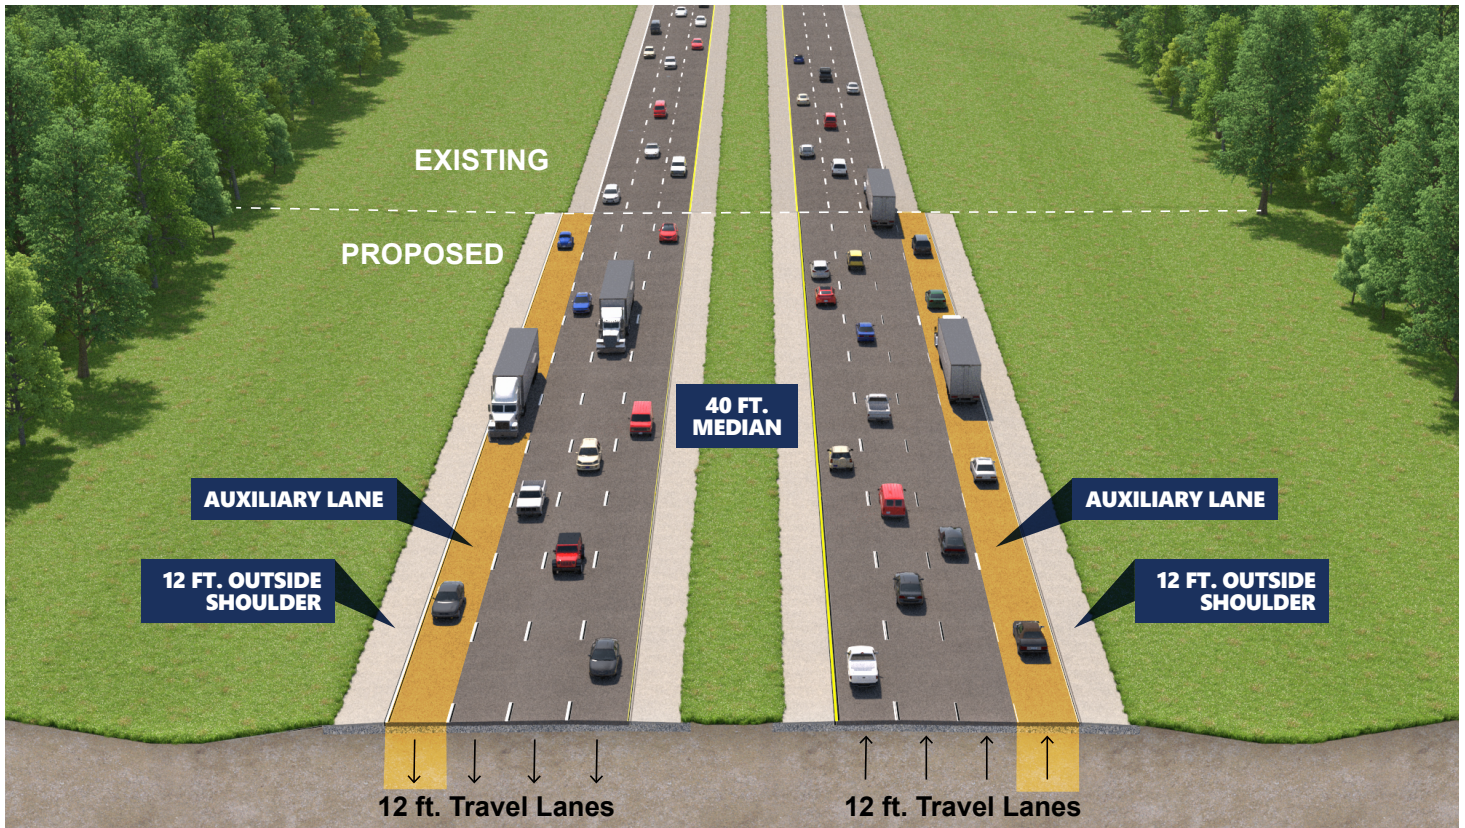 EXISTING
PROPOSED
40 FT.
MEDIAN
AUXILIARY LANE
AUXILIARY LANE
12 FT. OUTSIDE
SHOULDER
12 FT. OUTSIDE
SHOULDER
12 ft. Travel Lanes
12 ft. Travel Lanes